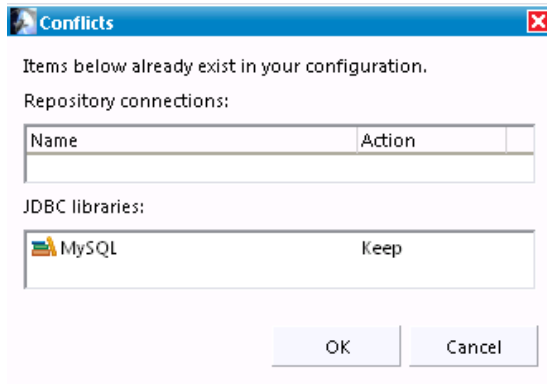 Conflicts
Items below already exist in your configuration.
Repository connections:
Name Action
JDBC libraries:
MySQL Keep
OK Cancel